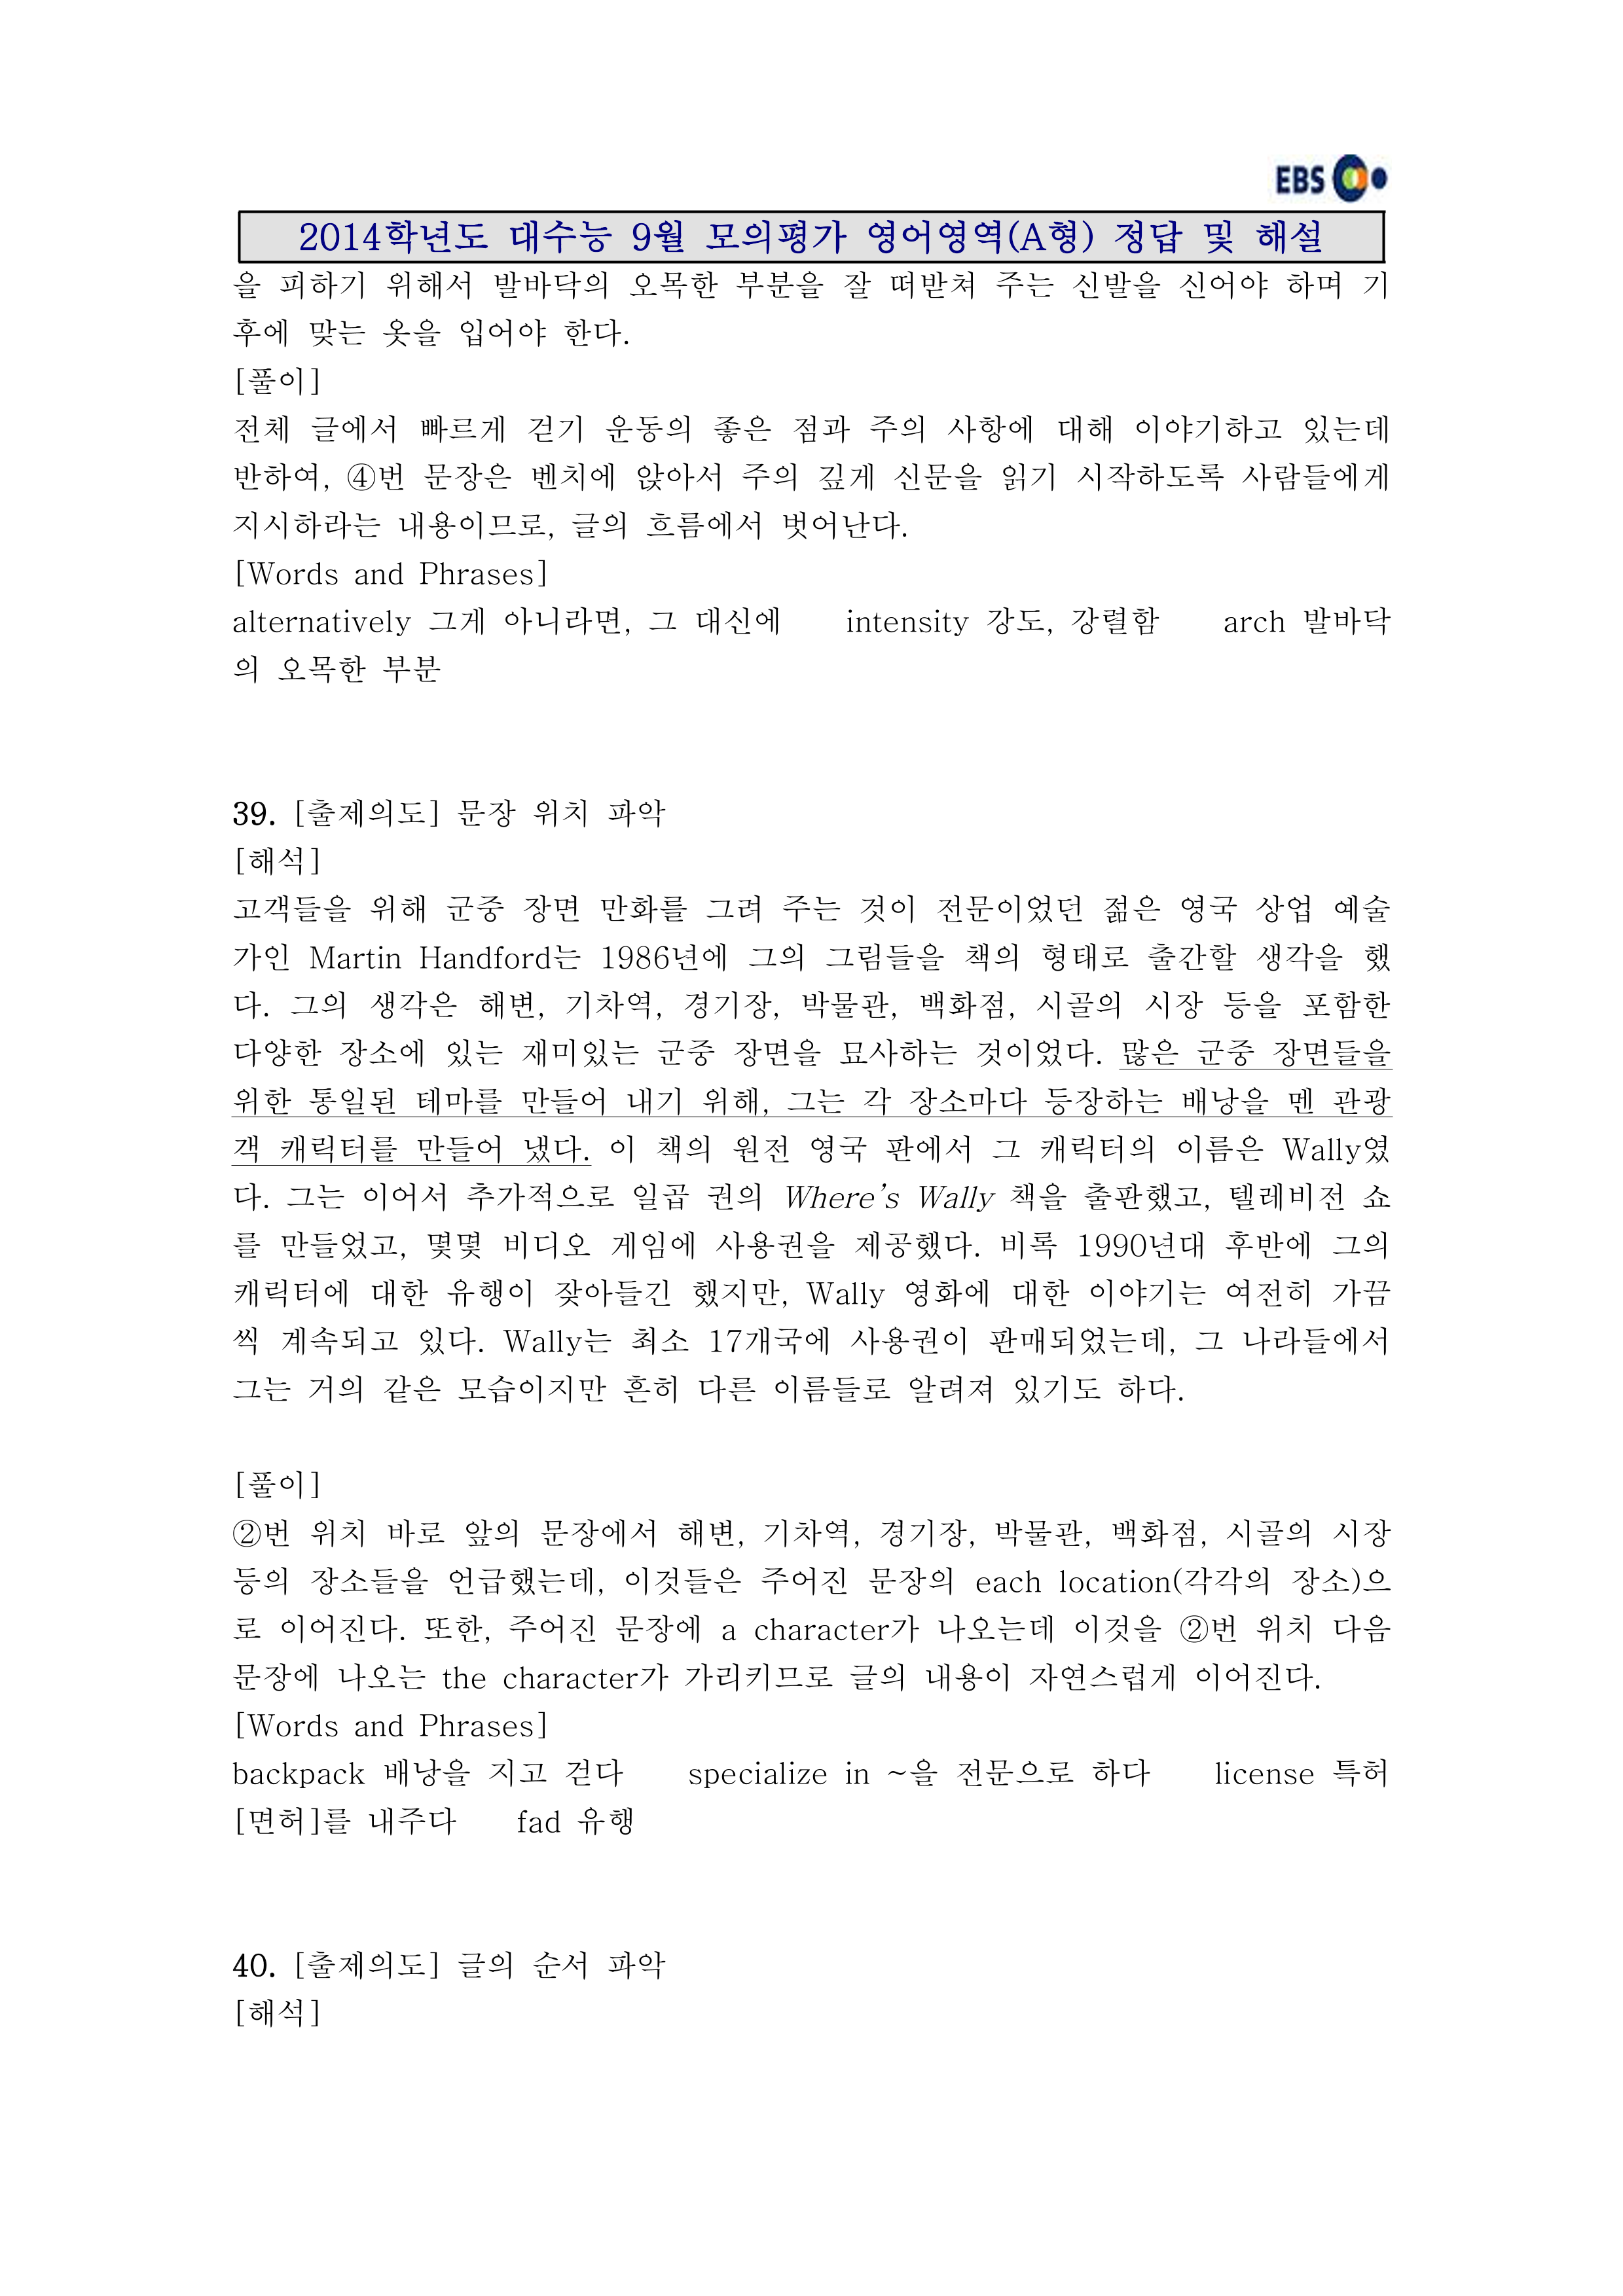 EBS
2014학년도 대수능 9월 모의평가 영어영역(A형) 정답 및 해설
을 피하기 위해서 발바닥의 오목한 부분을 잘 떠받쳐 주는 신발을 신어야 하며 기
후에 맞는 옷을 입어야 한다.
[풀이]
전체 글에서 빠르게 걷기 운동의 좋은 점과 주의 사항에 대해 이야기하고 있는데
반하여, ④번 문장은 벤치에 앉아서 주의 깊게 신문을 읽기 시작하도록 사람들에게
지시하라는 내용이므로, 글의 흐름에서 벗어난다.
[Words and Phrases]
alternatively 그게 아니라면, 그 대신에 intensity 강도, 강렬함 arch 발바닥
의 오목한 부분
39. [출제의도] 문장 위치 파악
[해석]
고객들을 위해 군중 장면 만화를 그려 주는 것이 전문이었던 젊은 영국 상업 예술
가인 Martin Handford는 1986년에 그의 그림들을 책의 형태로 출간할 생각을 했
다. 그의 생각은 해변, 기차역, 경기장, 박물관, 백화점, 시골의 시장 등을 포함한
다양한 장소에 있는 재미있는 군중 장면을 묘사하는 것이었다. 많은 군중 장면들을
위한 통일된 테마를 만들어 내기 위해, 그는 각 장소마다 등장하는 배낭을 멘 관광
객 캐릭터를 만들어 냈다. 이 책의 원전 영국 판에서 그 캐릭터의 이름은 Wally였
다. 그는 이어서 추가적으로 일곱 권의 Where's Wally 책을 출판했고, 텔레비전 쇼
를 만들었고, 몇몇 비디오 게임에 사용권을 제공했다. 비록 1990년대 후반에 그의
캐릭터에 대한 유행이 잦아들긴 했지만, Wally 영화에 대한 이야기는 여전히 가끔
씩 계속되고 있다. Wally는 최소 17개국에 사용권이 판매되었는데, 그 나라들에서
그는 거의 같은 모습이지만 흔히 다른 이름들로 알려져 있기도 하다.
[풀이]
②번 위치 바로 앞의 문장에서 해변, 기차역, 경기장, 박물관, 백화점, 시골의 시장
등의 장소들을 언급했는데, 이것들은 주어진 문장의 each location(각각의 장소)으
로 이어진다. 또한, 주어진 문장에 a character가 나오는데 이것을 ②번 위치 다음
문장에 나오는 the character가 가리키므로 글의 내용이 자연스럽게 이어진다.
[Words and Phrases]
backpack 배낭을 지고 걷다 specialize in ~을 전문으로 하다 license 특허
[면허]를 내주다 fad 유행
40. [출제의도] 글의 순서 파악
[해석]